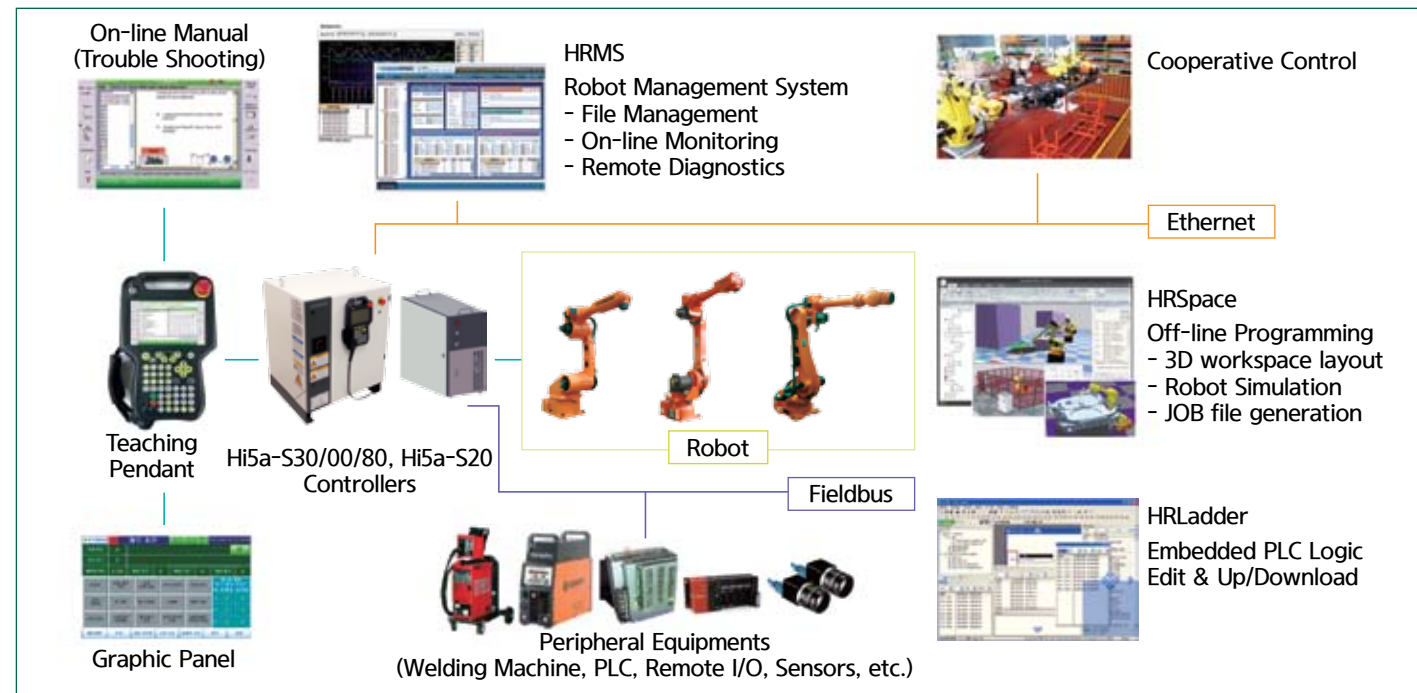 On-line Manual
(Trouble Shooting)
HRMS
Robot Management System
- File Management
- On-line Monitoring
- Remote Diagnostics
Cooperative Control
Ethernet
HRSpace
Off-line Programming
- 3D workspace layout
- Robot Simulation
- JOB file generation
Teaching
Pendant
Hi5a-S30/00/80, Hi5a-S20
Controllers
Robot
Fieldbus
HRLadder
Embedded PLC Logic
Edit & Up/Download
Graphic Panel
Peripheral Equipments
(Welding Machine, PLC, Remote I/O, Sensors, etc.)